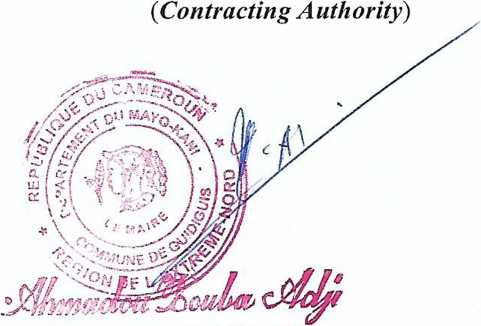 (Contracting Authority)
REPUBLIQUE DU CAMEROUN
DEPARTEMENT DU MAYO-KANI
LE MAIRE
COMMUNE DE GUIDIGUIS
REGION DE L'EXTREME-NORD
Ahmadou Bouba Adji